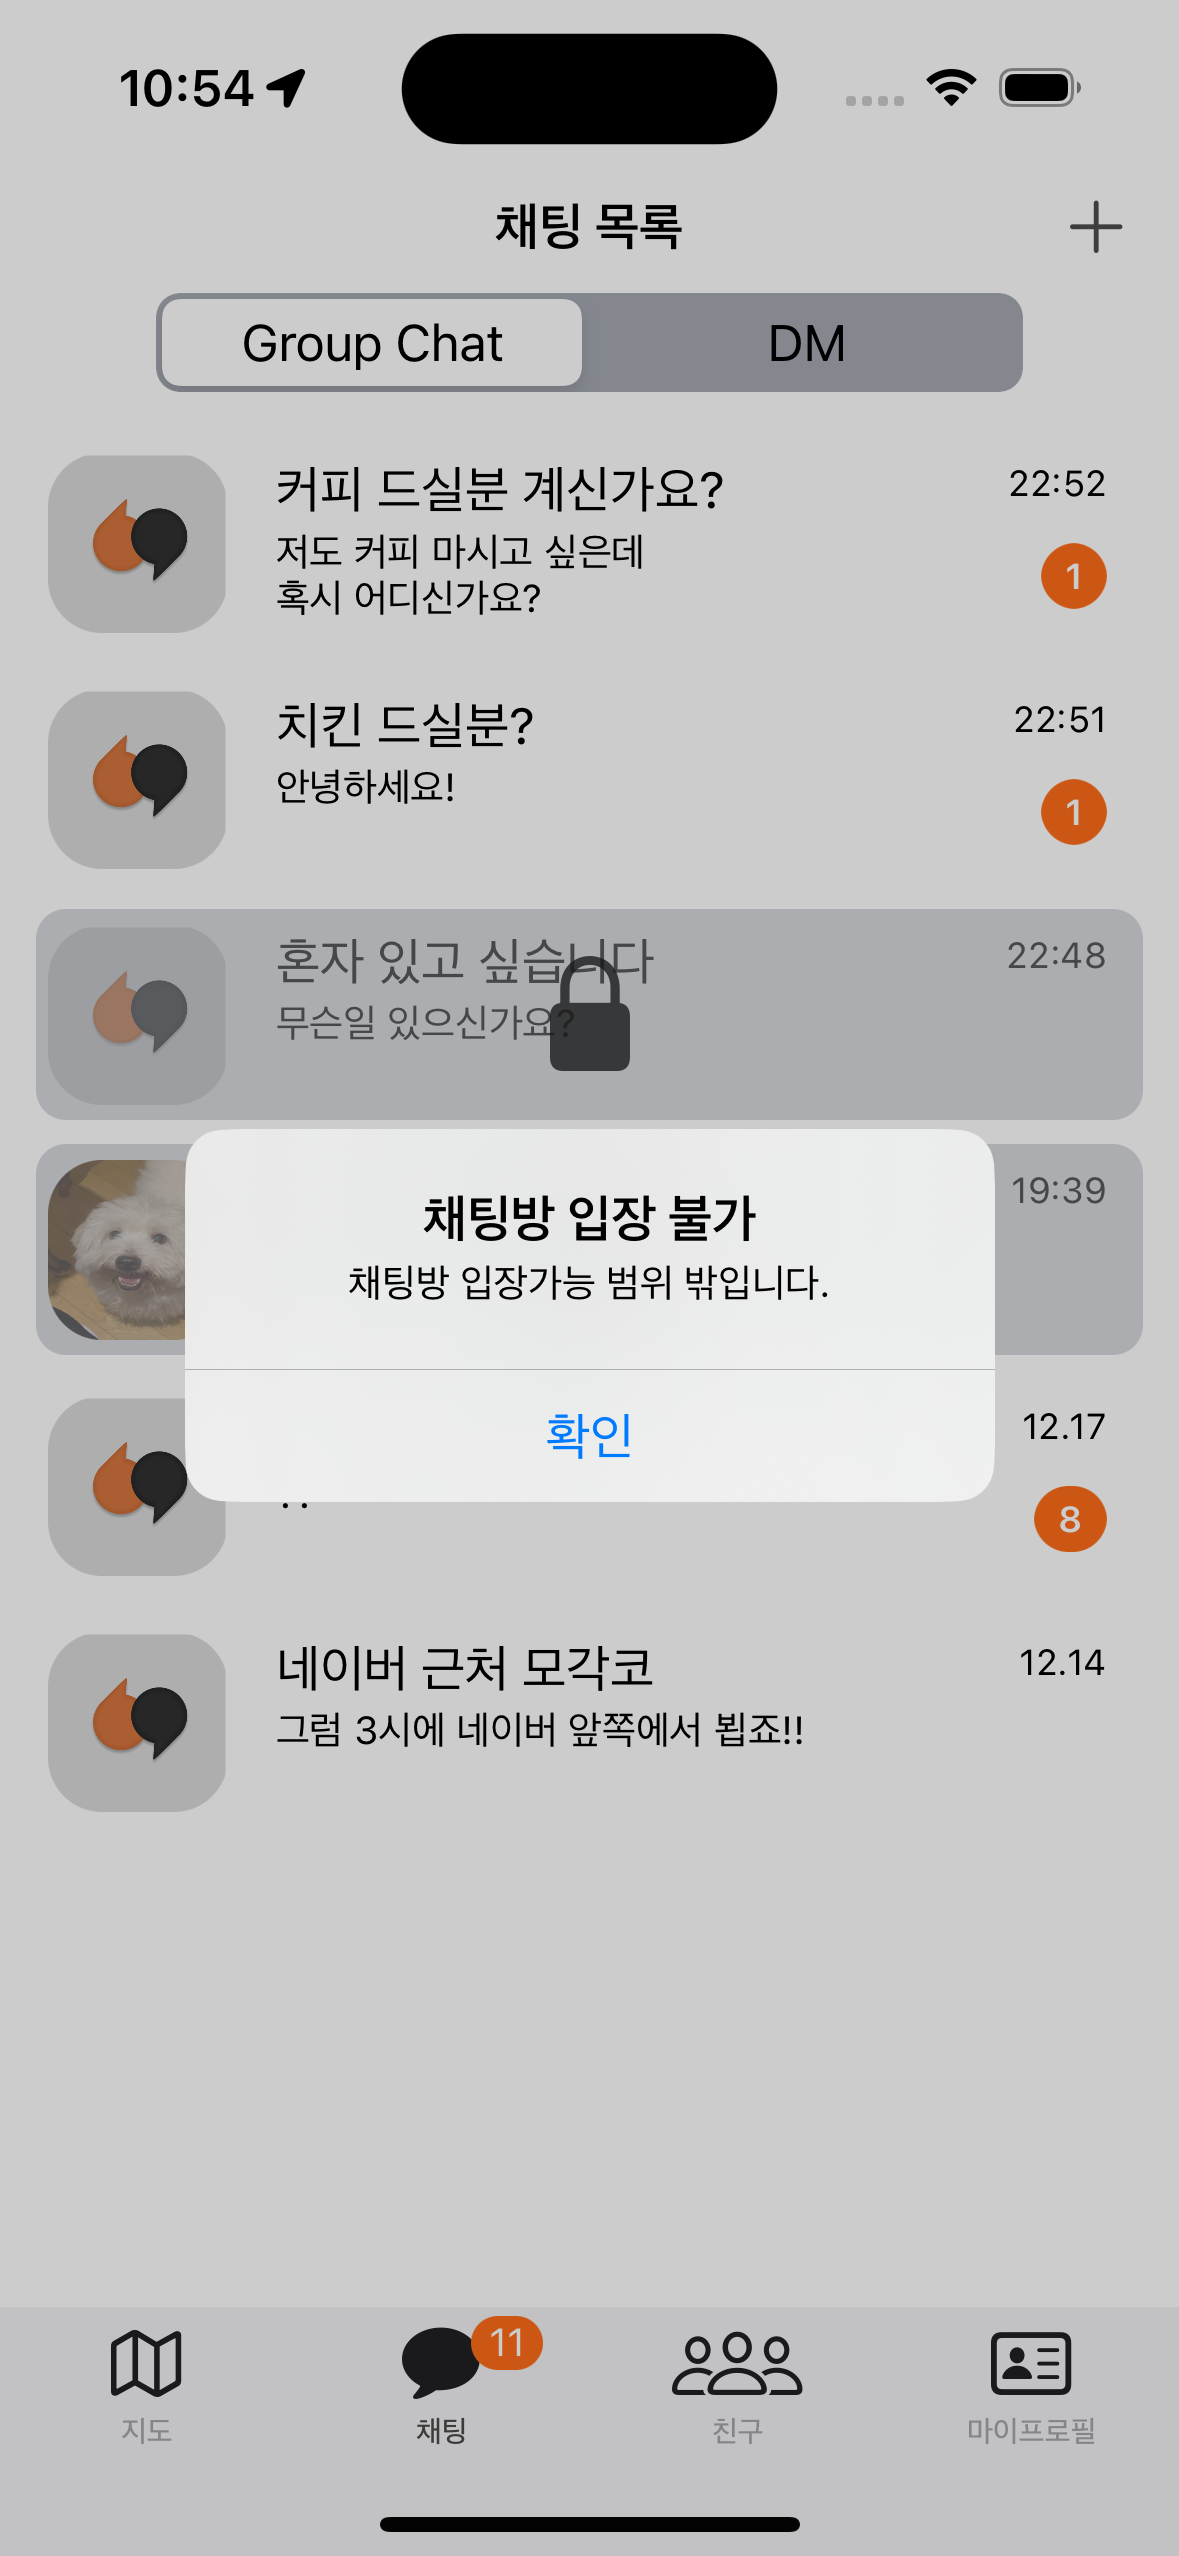 10:54
채팅 목록
Group Chat
DM
커피 드실분 계신가요?
22:52
저도 커피 마시고 싶은데
혹시 어디신가요?
1
치킨 드실분?
22:51
안녕하세요!
1
혼자 있고 싶습니다
22:48
무슨일 있으신가요?
19:39
채팅방 입장 불가
채팅방 입장가능 범위 밖입니다.
확인
12.17
8
네이버 근처 모각코
12.14
그럼 3시에 네이버 앞쪽에서 뵙죠!!
11
지도
채팅
친구
마이프로필